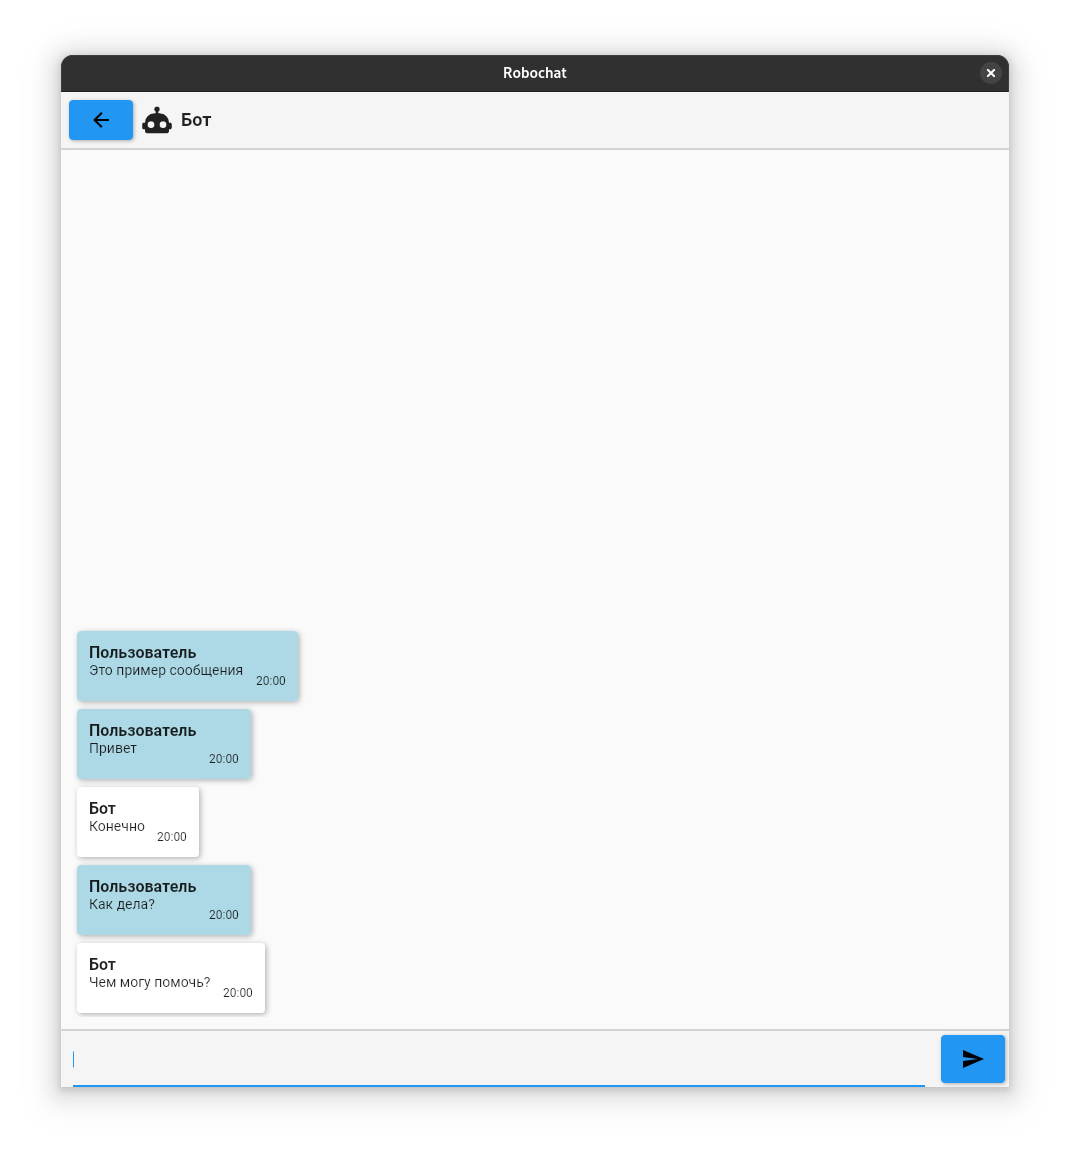 Robochat
Бот
Пользователь
Это пример сообщения
20:00
Пользователь
Привет
20:00
Бот
Конечно
20:00
Пользователь
Как дела?
20:00
Бот
Чем могу помочь?
20:00